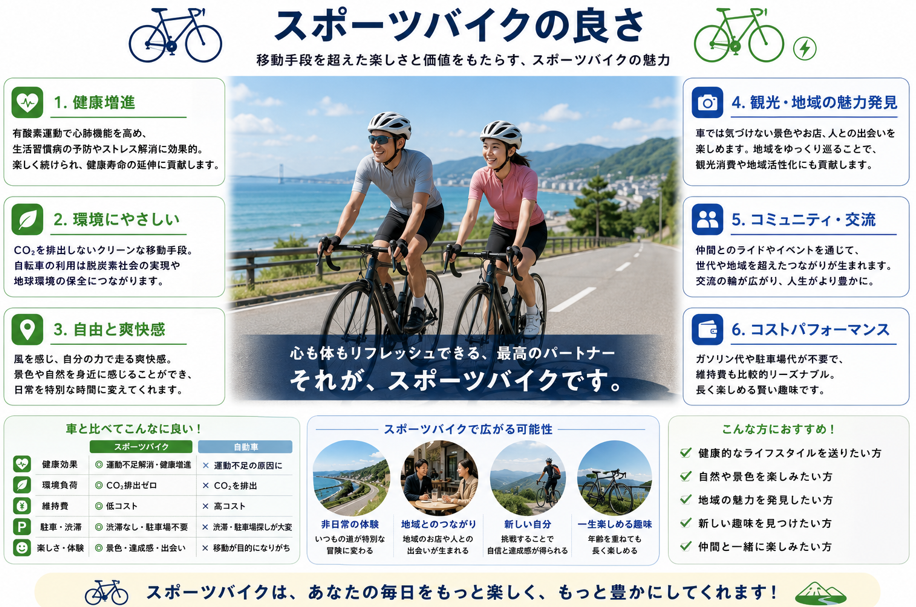 スポーツバイクの良さ
移動手段を超えた楽しさと価値をもたらす、スポーツバイクの魅力
1. 健康増進
有酸素運動で心肺機能を高め、
生活習慣病の予防やストレス解消に効果的。
楽しく続けられ、健康寿命の延伸に貢献します。
2. 環境にやさしい
CO₂を排出しないクリーンな移動手段。
自転車の利用は脱炭素社会の実現や
地球環境の保全につながります。
3. 自由と爽快感
風を感じ、自分の力で走る爽快感。
景色や自然を身近に感じることができ、
日常を特別な時間に変えてくれます。
4. 観光・地域の魅力発見
車では気づけない景色やお店、人との出会いを
楽しめます。地域をゆっくり巡ることで、
観光消費や地域活性化にも貢献します。
5. コミュニティ・交流
仲間とのライドやイベントを通じて、
世代や地域を超えたつながりが生まれます。
交流の輪が広がり、人生がより豊かに。
6. コストパフォーマンス
ガソリン代や駐車場代が不要で、
維持費も比較的リーズナブル。
長く楽しめる賢い趣味です。
心も体もリフレッシュできる、最高のパートナー
それが、スポーツバイクです。
車と比べてこんなに良い！
スポーツバイク 自動車
健康効果 ◎ 運動不足解消・健康増進 × 運動不足の原因に
環境負荷 ◎ CO₂排出ゼロ × CO₂を排出
¥ 維持費 ◎ 低コスト × 高コスト
P 駐車・渋滞 ◎ 渋滞なし・駐車場不要 × 渋滞・駐車場探しが大変
楽しさ・体験 ◎ 景色・達成感・出会い × 移動が目的になりがち
スポーツバイクで広がる可能性
非日常の体験
いつもの道が特別な
冒険に変わる
地域とのつながり
地域のお店や人との
出会いが生まれる
新しい自分
挑戦することで
自信と達成感が得られる
一生楽しめる趣味
年齢を重ねても
長く楽しめる
こんな方におすすめ！
健康的なライフスタイルを送りたい方
自然や景色を楽しみたい方
地域の魅力を発見したい方
新しい趣味を見つけたい方
仲間と一緒に楽しみたい方
スポーツバイクは、あなたの毎日をもっと楽しく、もっと豊かにしてくれます！